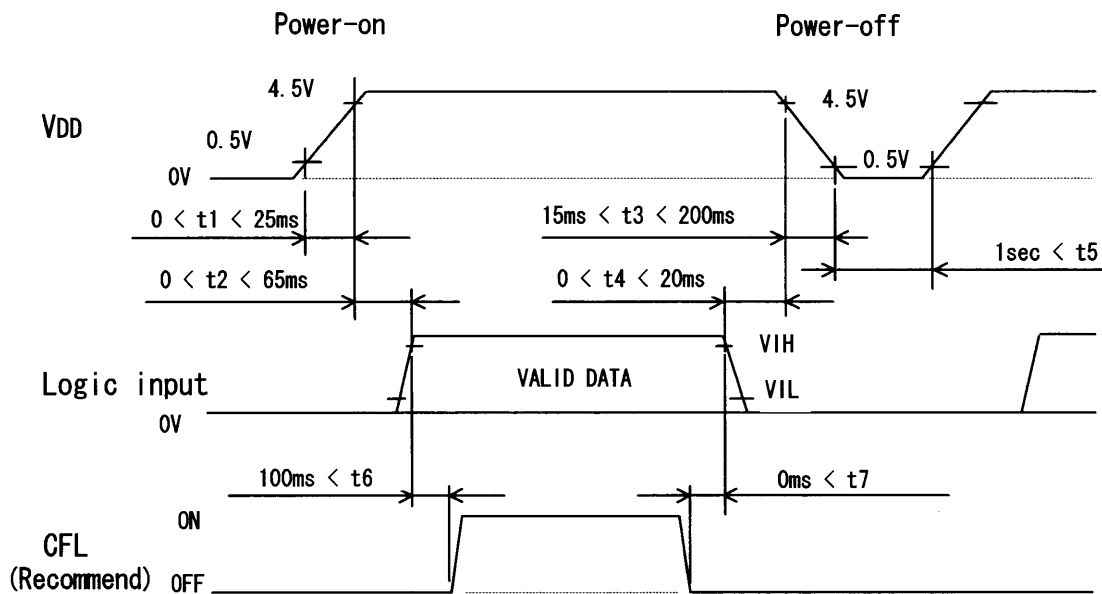 Power-on
Power-off
4.5V
4.5V
VDD
0.5V
0.5V
0V
0 < t1 < 25ms
15ms < t3 < 200ms
1sec < t5
0 < t2 < 65ms
0 < t4 < 20ms
VIH
Logic input
VALID DATA
VIL
0V
100ms < t6
0ms < t7
ON
CFL
(Recommend)
OFF